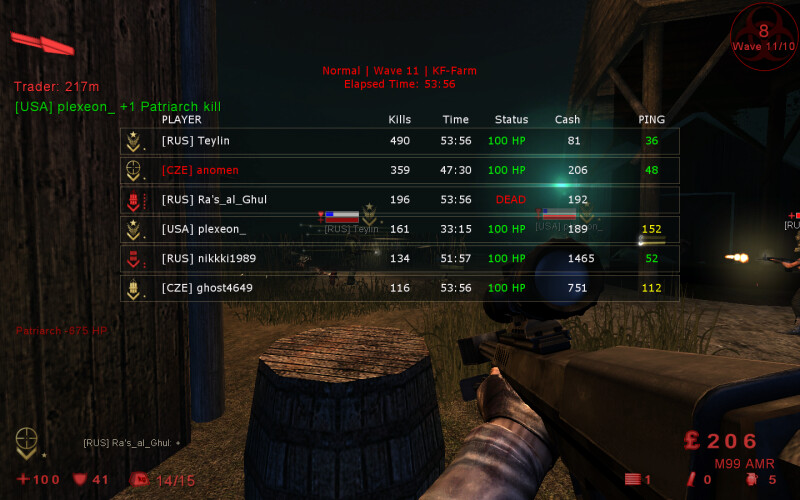 8
Wave 11/10
Normal | Wave 11 | KF-Farm
Elapsed Time: 53:56
Trader: 217m
[USA] plexeon_ +1 Patriarch kill
PLAYER Kills Time Status Cash PING
[RUS] Teylin 490 53:56 100 HP 81 36
[CZE] anomen 359 47:30 100 HP 206 48
[RUS] Ra's_al_Ghul 196 53:56 DEAD 192
[RUS] Teylin
[USA] plexeon_ 161 33:15 100 HP 189 152
[RUS] nikkki1989 134 51:57 100 HP 1465 52
[CZE] ghost4649 116 53:56 100 HP 751 112
Patriarch -875 HP
[RUS] Ra's_al_Ghul:
£ 206
M99 AMR
100 41 14/15 1 0 5